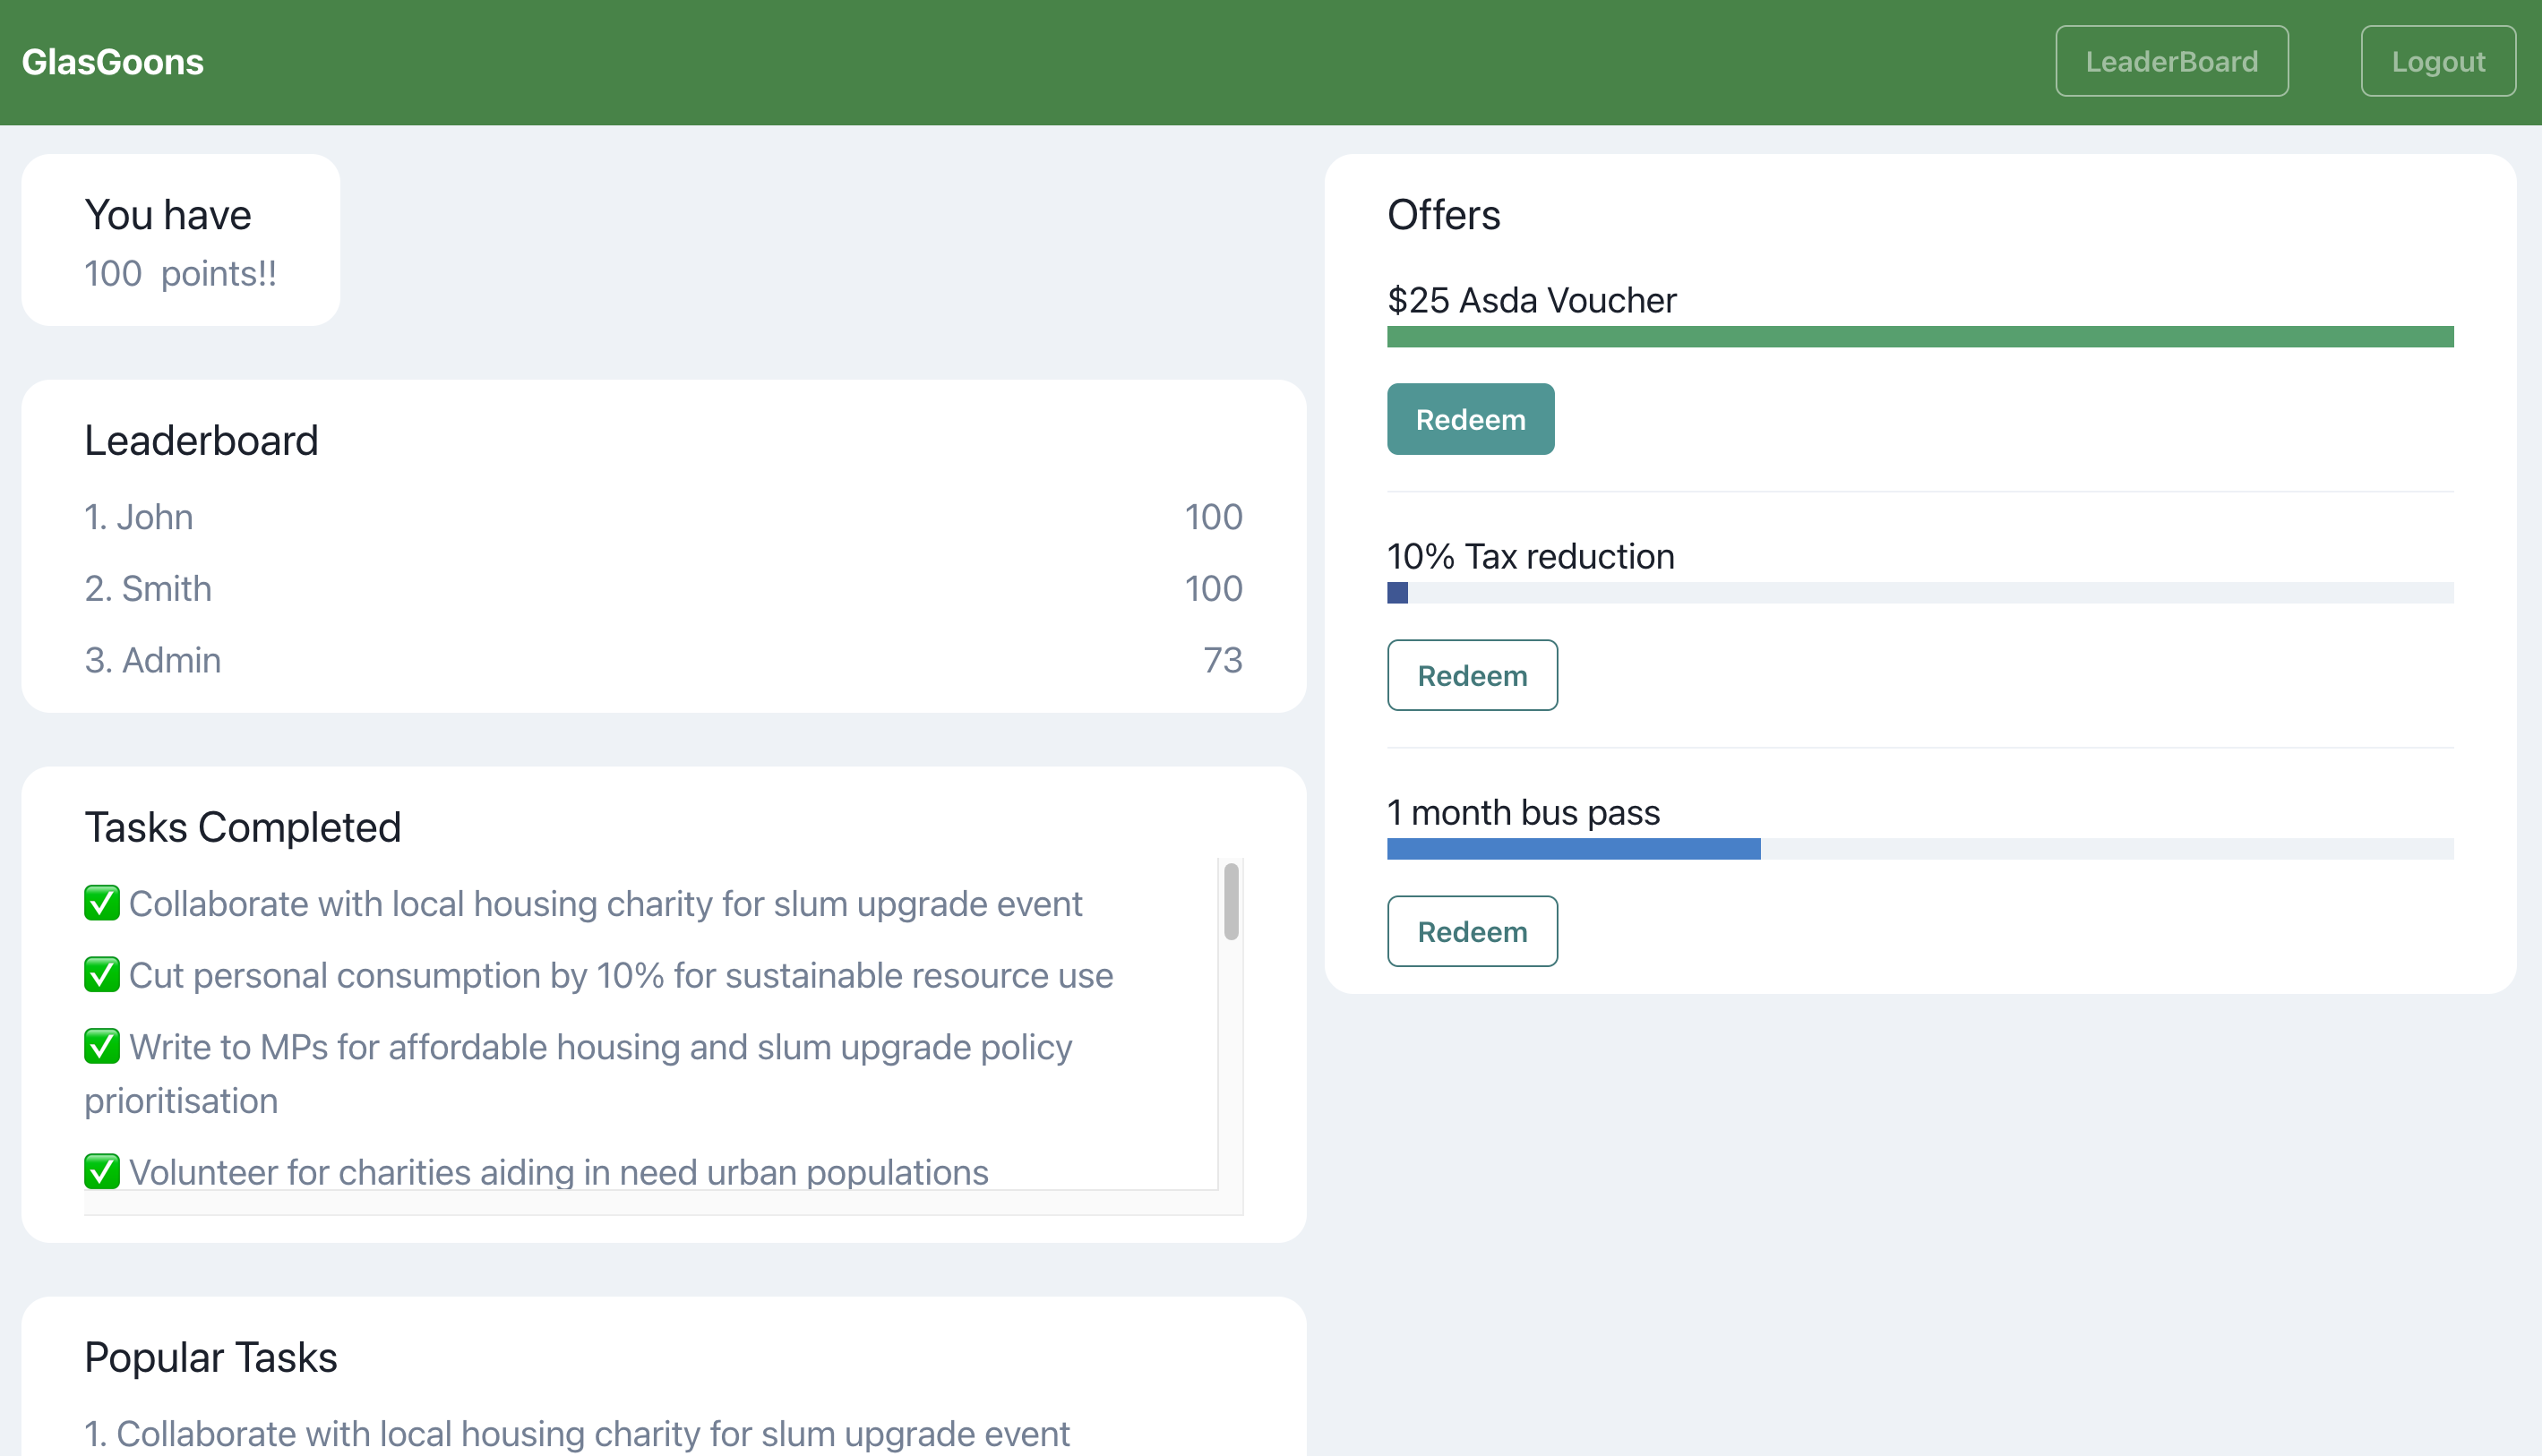 GlasGoons
LeaderBoard
Logout
You have
100 points!!
Leaderboard
1. John 100
2. Smith 100
3. Admin 73
Tasks Completed
✅ Collaborate with local housing charity for slum upgrade event
✅ Cut personal consumption by 10% for sustainable resource use
✅ Write to MPs for affordable housing and slum upgrade policy
prioritisation
✅ Volunteer for charities aiding in need urban populations
Popular Tasks
1. Collaborate with local housing charity for slum upgrade event
Offers
$25 Asda Voucher
Redeem
10% Tax reduction
Redeem
1 month bus pass
Redeem